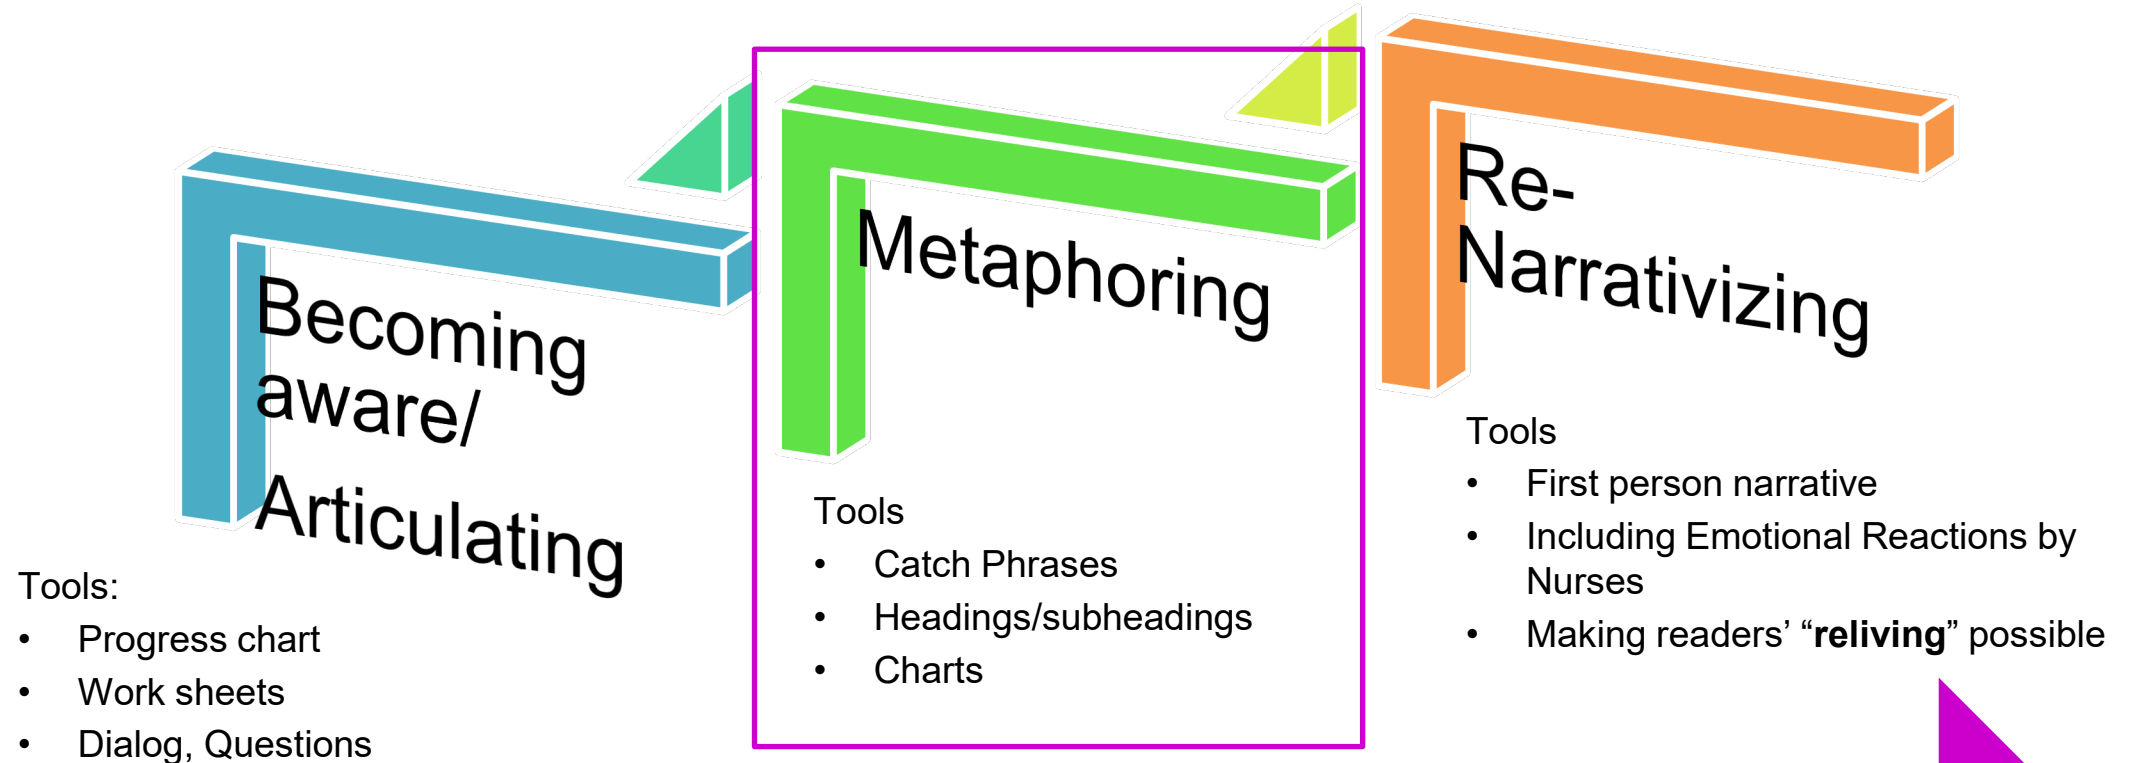 Becoming
aware/
Articulating
Tools:
• Progress chart
• Work sheets
• Dialog, Questions
Metaphoring
Tools
• Catch Phrases
• Headings/subheadings
• Charts
Re-
Narrativizing
Tools
• First person narrative
• Including Emotional Reactions by
Nurses
• Making readers’ “reliving” possible